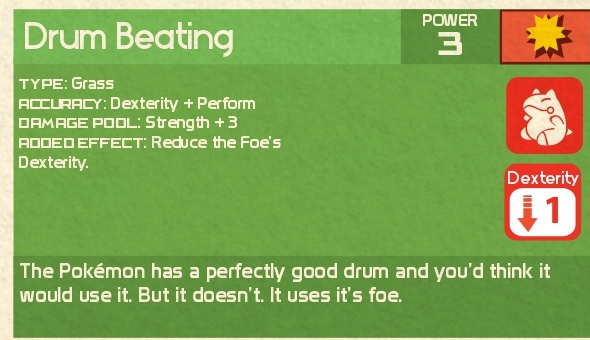 Drum Beating
POWER
3
TYPE: Grass
ACCURACY: Dexterity + Perform
DAMAGE POOL: Strength + 3
ADDED EFFECT: Reduce the Foe's
Dexterity.
Dexterity
1
The Pokémon has a perfectly good drum and you'd think it
would use it. But it doesn't. It uses it's foe.